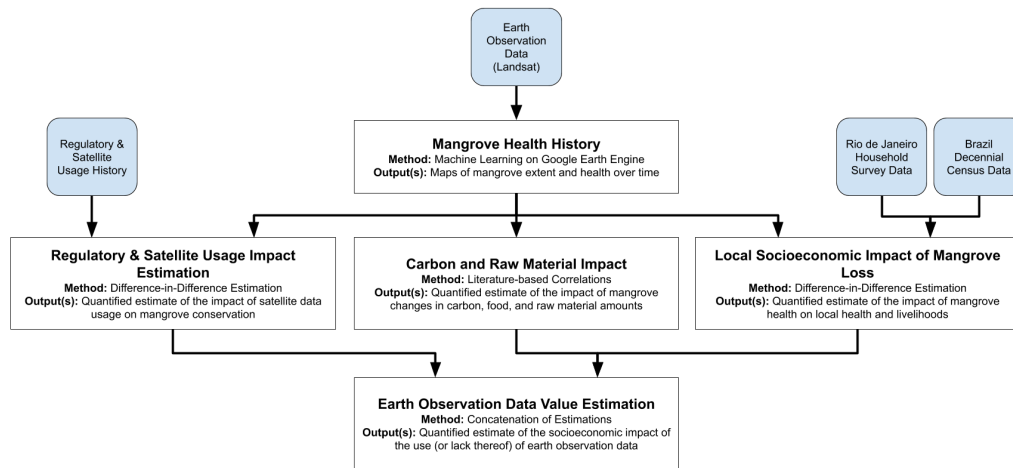 Earth
Observation
Data
(Landsat)
Regulatory &
Satellite
Usage History
Mangrove Health History
Method: Machine Learning on Google Earth Engine
Output(s): Maps of mangrove extent and health over time
Rio de Janeiro
Household
Survey Data
Brazil
Decennial
Census Data
Regulatory & Satellite Usage Impact
Estimation
Method: Difference-in-Difference Estimation
Output(s): Quantified estimate of the impact of satellite data
usage on mangrove conservation
Carbon and Raw Material Impact
Method: Literature-based Correlations
Output(s): Quantified estimate of the impact of mangrove
changes in carbon, food, and raw material amounts
Local Socioeconomic Impact of Mangrove
Loss
Method: Difference-in-Difference Estimation
Output(s): Quantified estimate of the impact of mangrove
health on local health and livelihoods
Earth Observation Data Value Estimation
Method: Concatenation of Estimations
Output(s): Quantified estimate of the socioeconomic impact of
the use (or lack thereof) of earth observation data